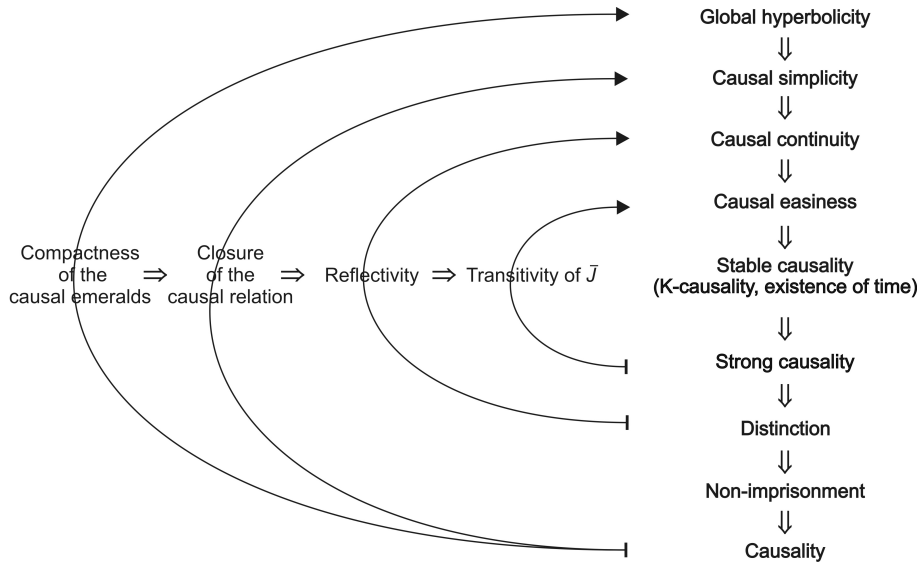 Global hyperbolicity
⇓
Causal simplicity
⇓
Causal continuity
⇓
Causal easiness
⇓
Compactness
of the
causal emeralds
⇒
Closure
of the
causal relation
⇒
Reflectivity
⇒
Transitivity of J̄
Stable causality
(K-causality, existence of time)
⇓
Strong causality
⇓
Distinction
⇓
Non-imprisonment
⇓
Causality